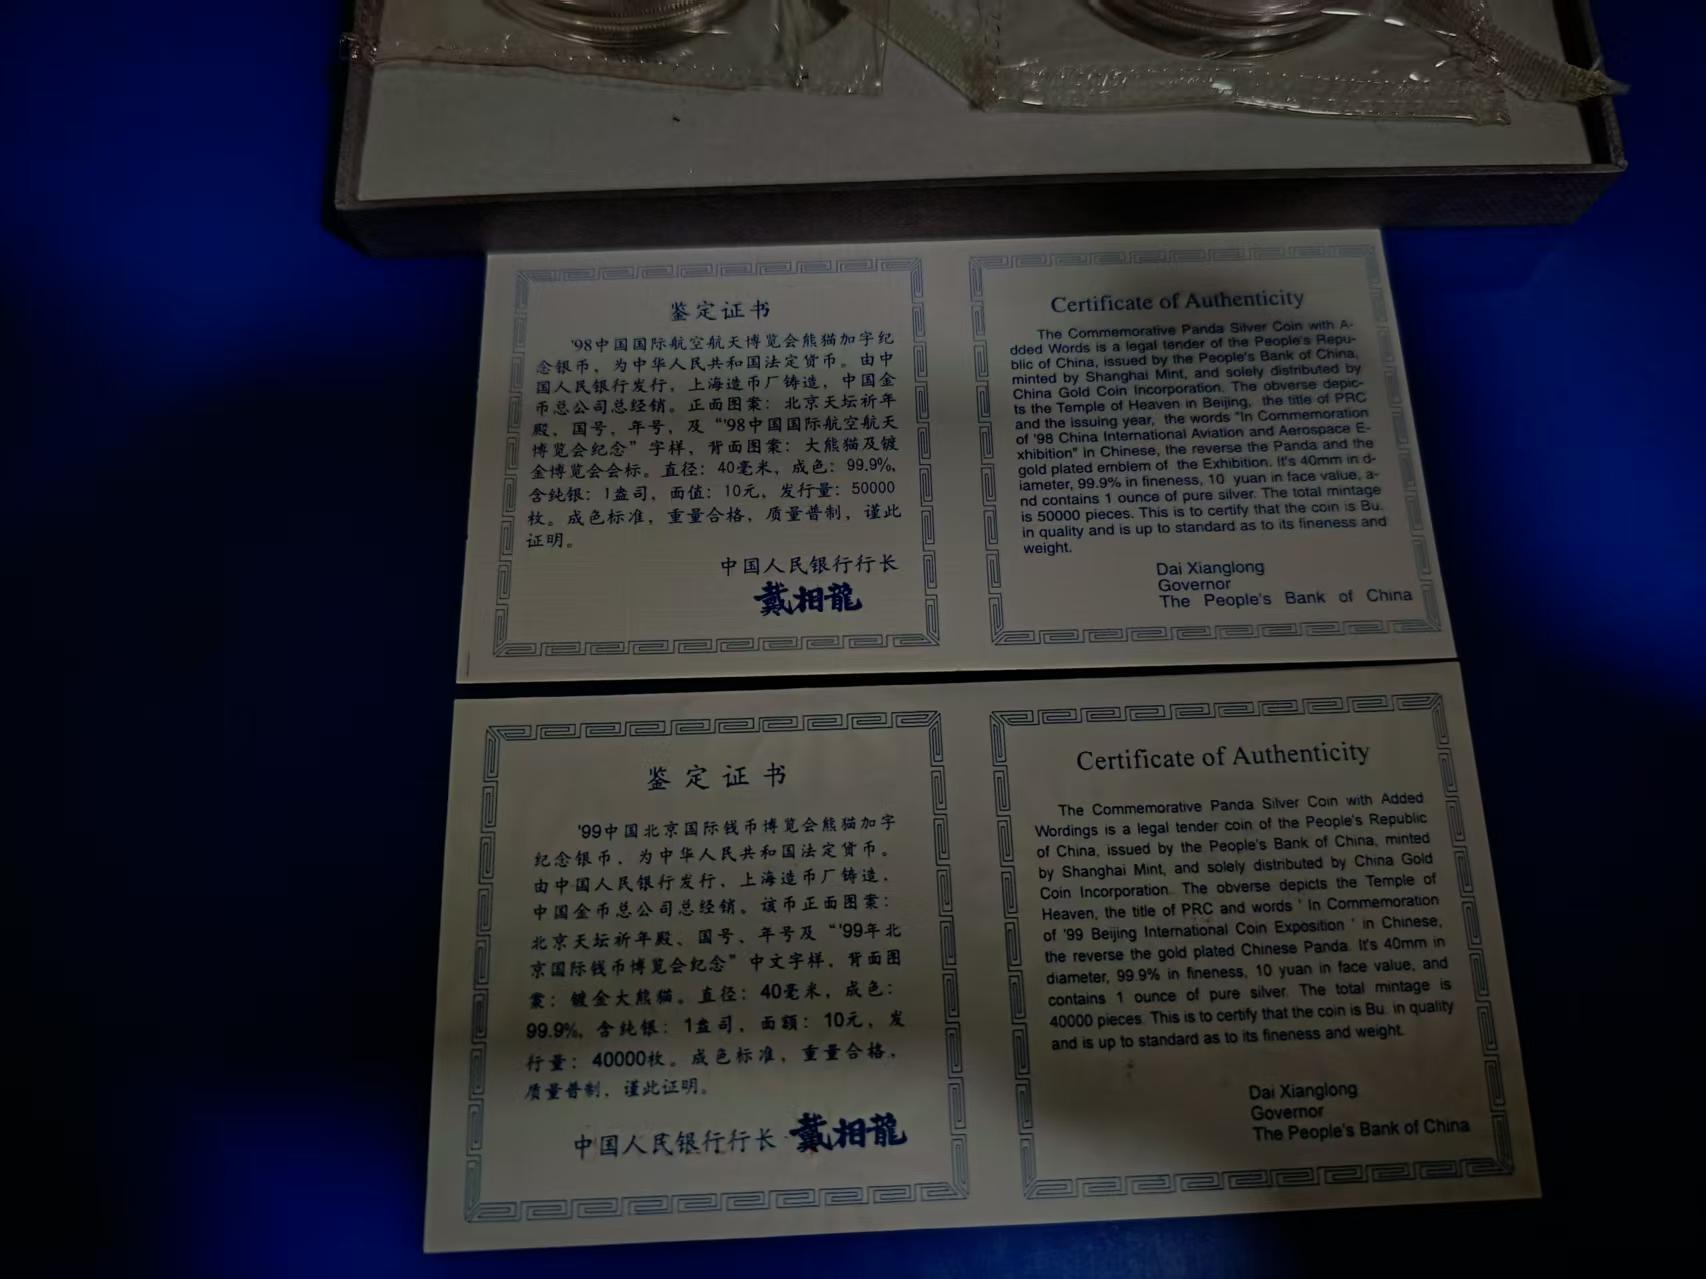 鉴定证书
'98中国国际航空航天博览会熊猫加字纪
念银币，为中华人民共和国法定货币。由中
国人民银行发行，上海造币厂铸造，中国金
币总公司总经销。正面图案：北京天坛祈年
殿、国号，年号，及“'98中国国际航空航天
博览会纪念”字样，背面图案：大熊猫及镀
金博览会会标。直径：40毫米，成色：99.9%,
含纯银：1盎司，面值：10元，发行量：50000
枚。成色标准，重量合格，质量普制，谨此
证明。
中国人民银行行长
戴相龍
Certificate of Authenticity
The Commemorative Panda Silver Coin with A-
dded Words is a legal tender of the People's Repu-
blic of China, issued by the People's Bank of China,
minted by Shanghai Mint, and solely distributed by
China Gold Coin Incorporation. The obverse depic-
ts the Temple of Heaven in Beijing, the title of PRC
and the issuing year, the words "In Commemoration
of '98 China International Aviation and Aerospace E-
xhibition" in Chinese, the reverse the Panda and the
gold plated emblem of the Exhibition. It's 40mm in d-
iameter, 99.9% in fineness, 10 yuan in face value, a-
nd contains 1 ounce of pure silver. The total mintage
is 50000 pieces. This is to certify that the coin is Bu.
in quality and is up to standard as to its fineness and
weight.
Dai Xianglong
Governor
The People's Bank of China
鉴定证书
'99中国北京国际钱币博览会熊猫加字
纪念银币，为中华人民共和国法定货币。
由中国人民银行发行，上海造币厂铸造，
中国金币总公司总经销。该币正面图案：
北京天坛祈年殿、国号、年号及“'99年北
京国际钱币博览会纪念”中文字样，背面图
案：镀金大熊猫。直径：40毫米，成色：
99.9%, 含纯银：1盎司，面额：10元，发
行量：40000枚。成色标准，重量合格，
质量普制，谨此证明。
中国人民银行行长 戴相龍
Certificate of Authenticity
The Commemorative Panda Silver Coin with Added
Wordings is a legal tender coin of the People's Republic
of China, issued by the People's Bank of China, minted
by Shanghai Mint, and solely distributed by China Gold
Coin Incorporation. The obverse depicts the Temple of
Heaven, the title of PRC and words ' In Commemoration
of '99 Beijing International Coin Exposition ' in Chinese,
the reverse the gold plated Chinese Panda. It's 40mm in
diameter, 99.9% in fineness, 10 yuan in face value, and
contains 1 ounce of pure silver. The total mintage is
40000 pieces. This is to certify that the coin is Bu. in quality
and is up to standard as to its fineness and weight.
Dai Xianglong
Governor
The People's Bank of China